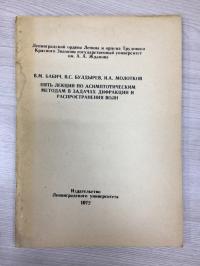 Ленинградский ордена Ленина и ордена Трудового
Красного Знамени государственный университет
им. А. А. Жданова
В.М. БАБИЧ, В.С. БУЛДЫРЕВ, И.А. МОЛОТКОВ
ПЯТЬ ЛЕКЦИЙ ПО АСИМПТОТИЧЕСКИМ
МЕТОДАМ В ЗАДАЧАХ ДИФРАКЦИИ И
РАСПРОСТРАНЕНИЯ ВОЛН
Издательство
Ленинградского университета
1972